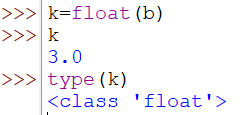 >>> k=float(b)
>>> k
3.0
>>> type(k)
<class 'float'>